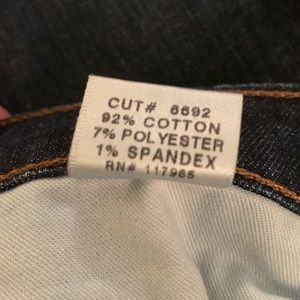 CUT# 6692
92% COTTON
7% POLYESTER
1% SPANDEX
RN# 117965